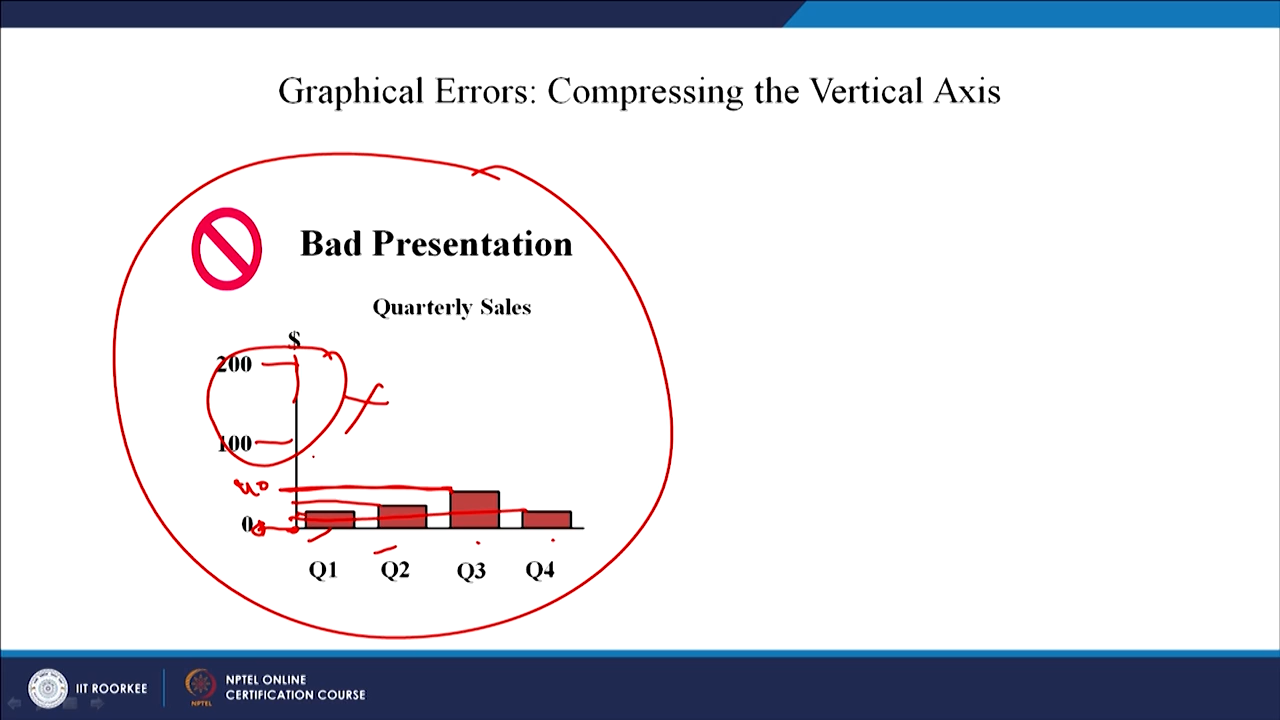 Graphical Errors: Compressing the Vertical Axis
Bad Presentation
Quarterly Sales
$
200
100
40
0
Q1 Q2 Q3 Q4
IIT ROORKEE
NPTEL
NPTEL ONLINE
CERTIFICATION COURSE